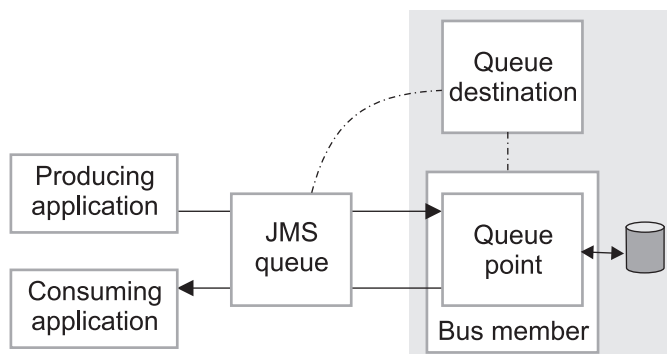 Queue
destination
Producing
application
JMS
queue
Queue
point
Consuming
application
Bus member